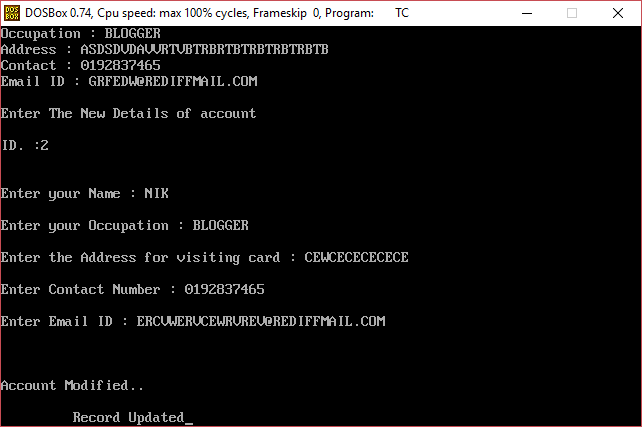 DOS BOX DOSBox 0.74, Cpu speed: max 100% cycles, Frameskip 0, Program: TC
Occupation : BLOGGER
Address : ASDSDVDAVVRTVBTRBRTBTRBTRBTRBTB
Contact : 0192837465
Email ID : GRFEDW@REDIFFMAIL.COM
Enter The New Details of account
ID. :2
Enter your Name : NIK
Enter your Occupation : BLOGGER
Enter the Address for visiting card : CEWCECECECECE
Enter Contact Number : 0192837465
Enter Email ID : ERCVWERVCEWRVREV@REDIFFMAIL.COM
Account Modified..
Record Updated_